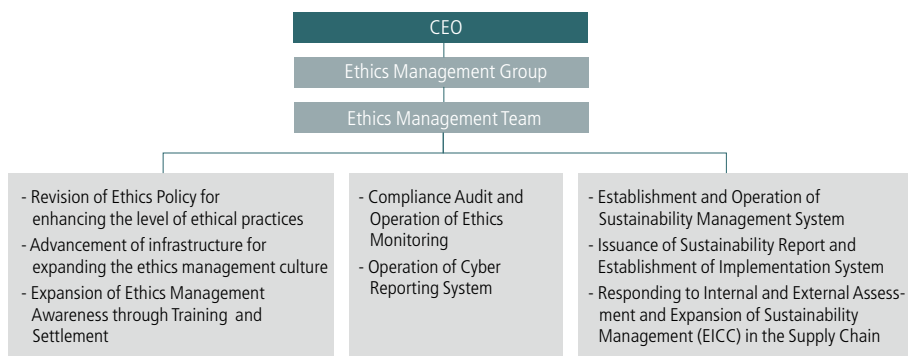 CEO
Ethics Management Group
Ethics Management Team
- Revision of Ethics Policy for
enhancing the level of ethical practices
- Advancement of infrastructure for
expanding the ethics management culture
- Expansion of Ethics Management
Awareness through Training and
Settlement
- Compliance Audit and
Operation of Ethics
Monitoring
- Operation of Cyber
Reporting System
- Establishment and Operation of
Sustainability Management System
- Issuance of Sustainability Report and
Establishment of Implementation System
- Responding to Internal and External Assess-
ment and Expansion of Sustainability
Management (EICC) in the Supply Chain